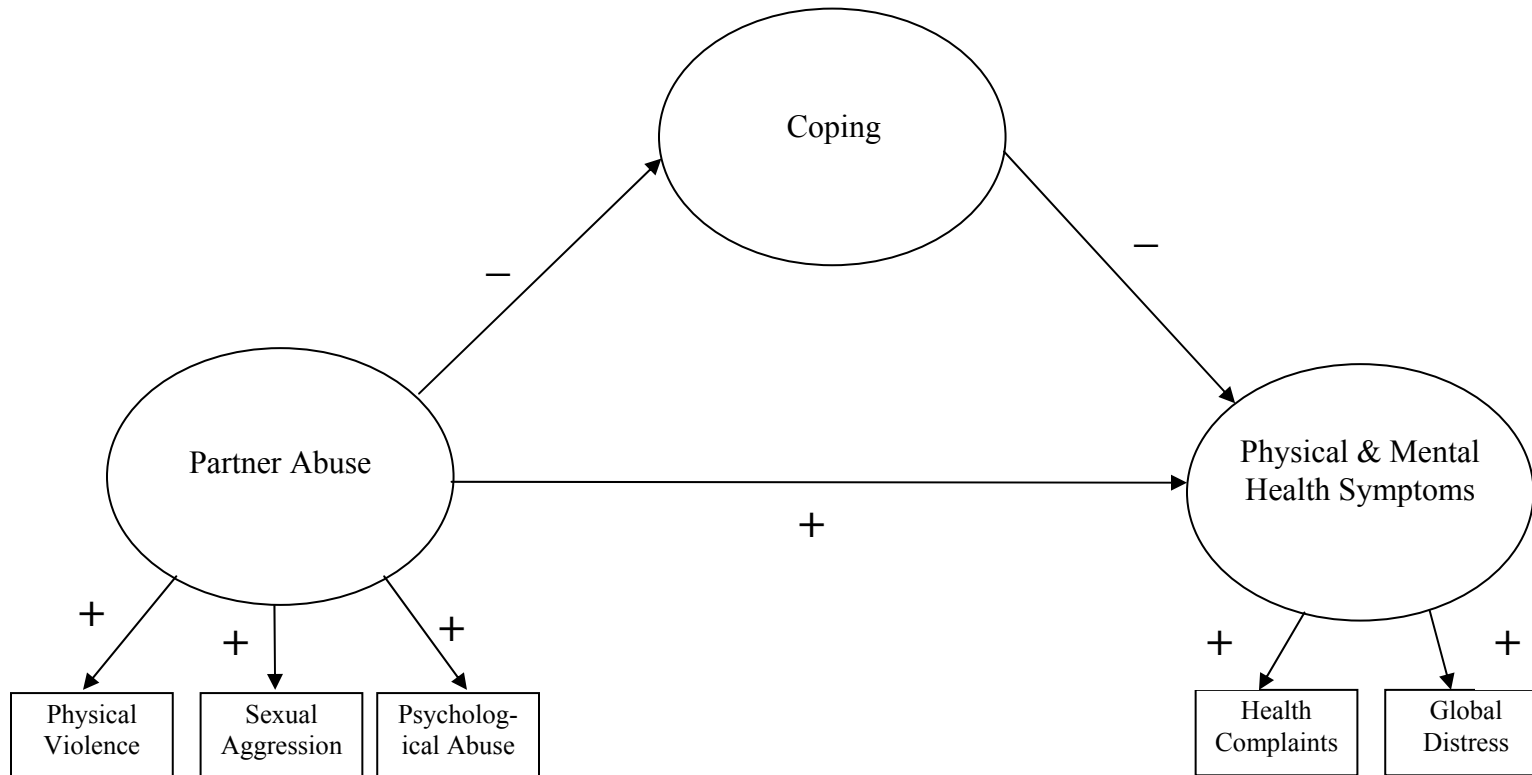 Coping
–
–
Partner Abuse
Physical & Mental
Health Symptoms
+
+
+
+
+
+
Physical
Violence
Sexual
Aggression
Psycholog-
ical Abuse
Health
Complaints
Global
Distress